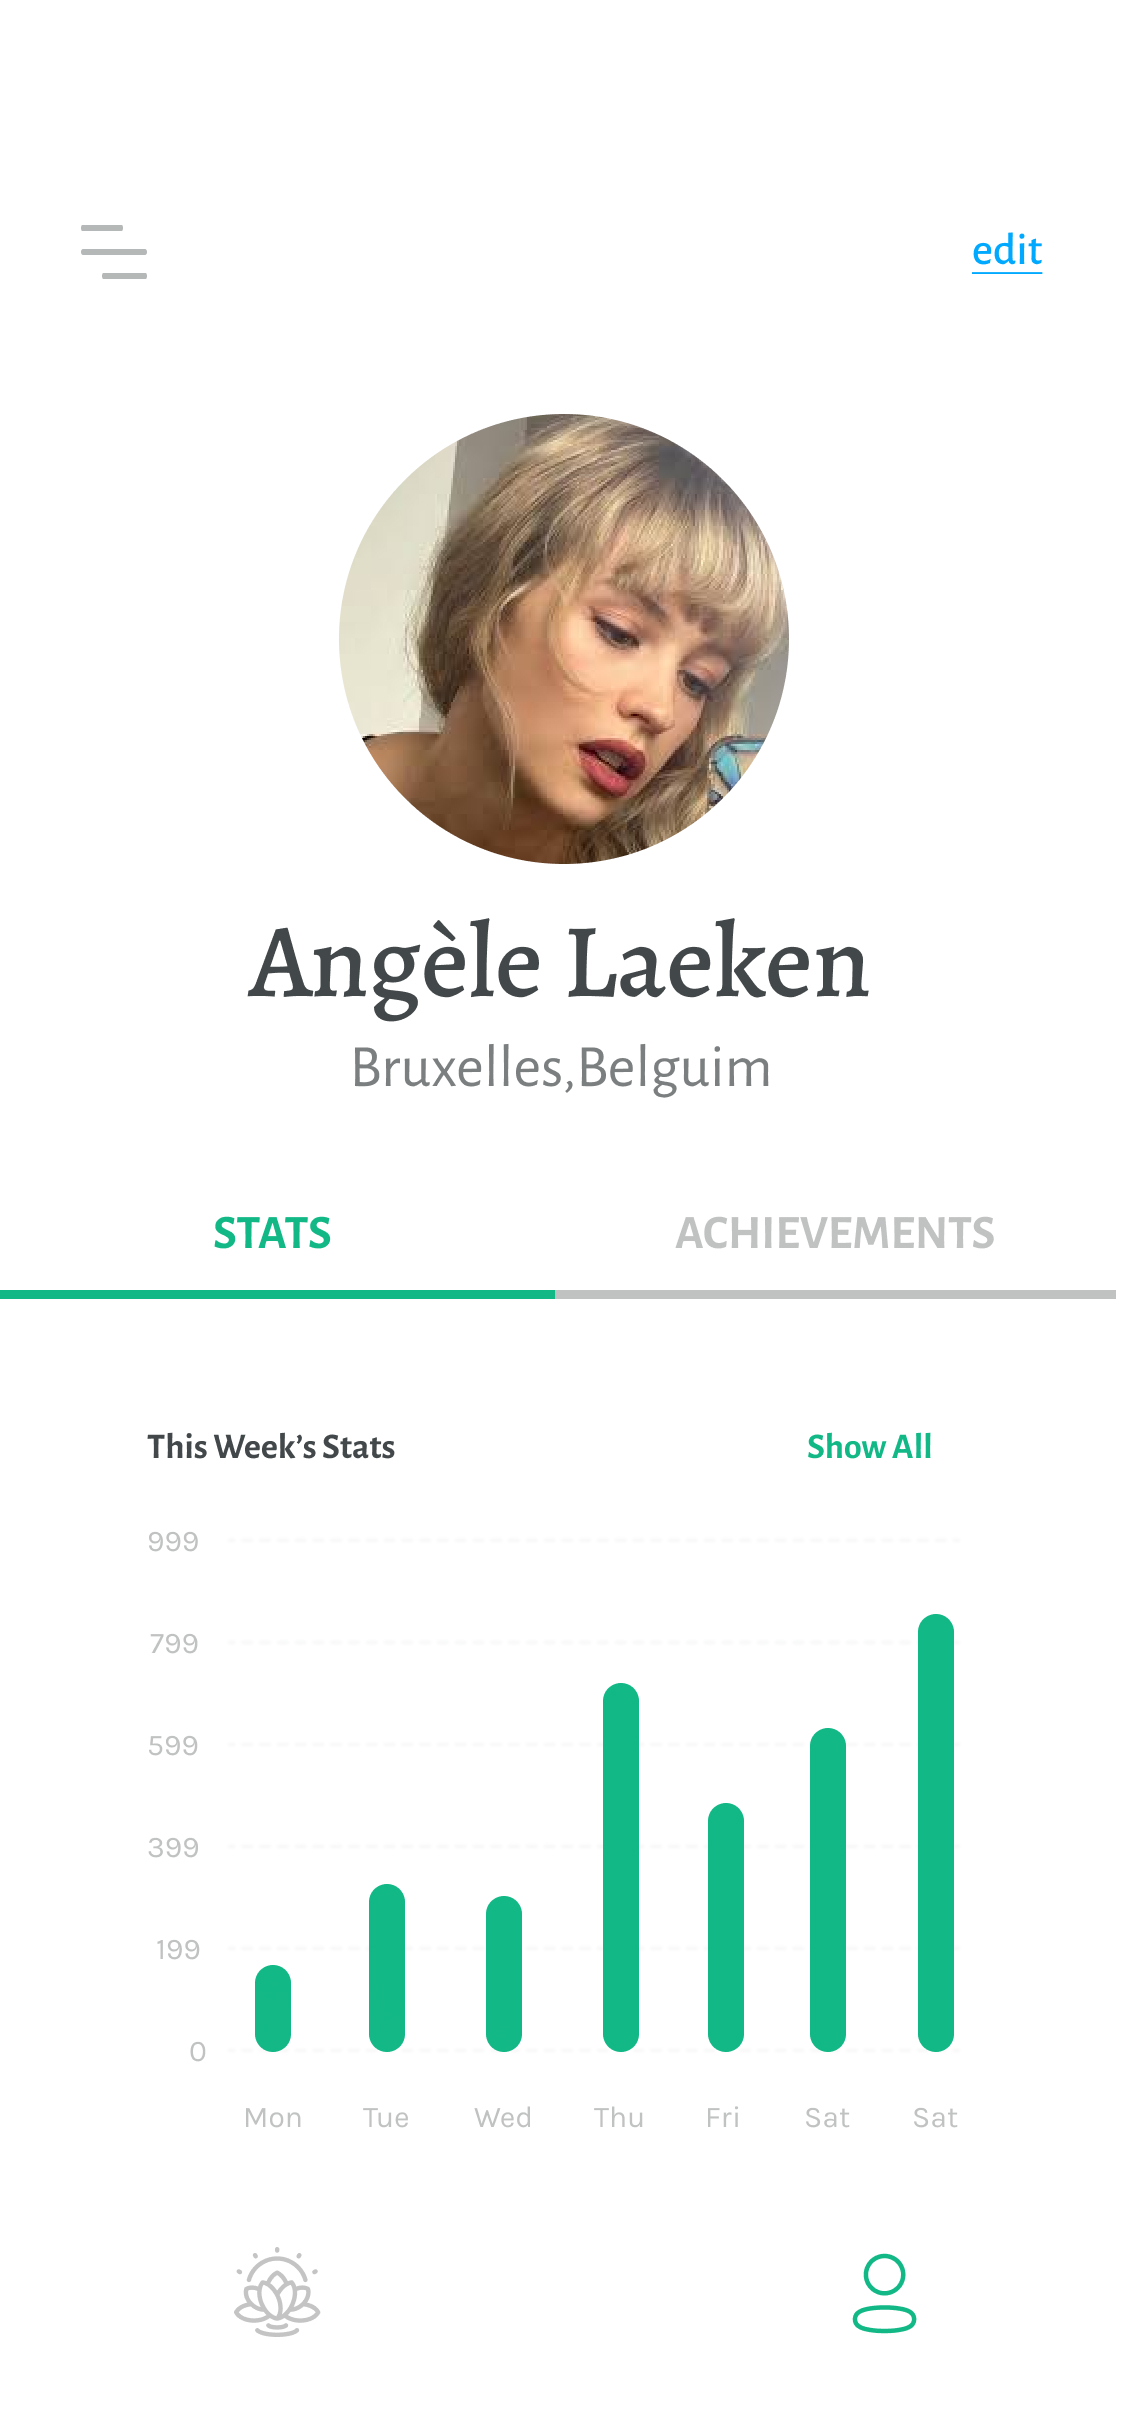 edit
Angèle Laeken
Bruxelles,Belguim
STATS ACHIEVEMENTS
This Week’s Stats Show All
999
799
599
399
199
0
Mon Tue Wed Thu Fri Sat Sat